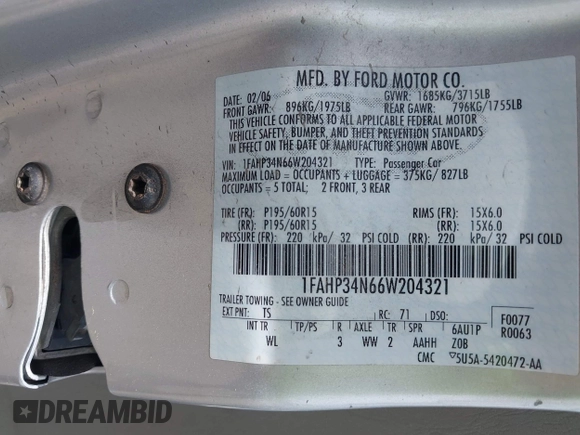 MFD. BY FORD MOTOR CO.
DATE: 02/06 GVWR: 1685KG/3715LB
FRONT GAWR: 896KG/1975LB REAR GAWR: 796KG/1755LB
THIS VEHICLE CONFORMS TO ALL APPLICABLE FEDERAL MOTOR
VEHICLE SAFETY, BUMPER, AND THEFT PREVENTION STANDARDS
IN EFFECT ON THE DATE OF MANUFACTURE SHOWN ABOVE.
VIN: 1FAHP34N66W204321 TYPE: Passenger Car
MAXIMUM LOAD = OCCUPANTS + LUGGAGE = 375KG/ 827LB
OCCUPANTS = 5 TOTAL; 2 FRONT, 3 REAR
TIRE (FR): P195/60R15 RIMS (FR): 15X6.0
(RR): P195/60R15 (RR): 15X6.0
PRESSURE (FR): 220 kPa/ 32 PSI COLD (RR): 220 kPa/ 32 PSI COLD
1FAHP34N66W204321
TRAILER TOWING - SEE OWNER GUIDE
EXT PNT: TS RC: 71 DSO: F0077
INT TR TP/PS R AXLE TR SPR 6AU1P R0063
WL 3 WW 2 AAHH Z0B
CMC ▽5U5A-5420472-AA
DREAMBID